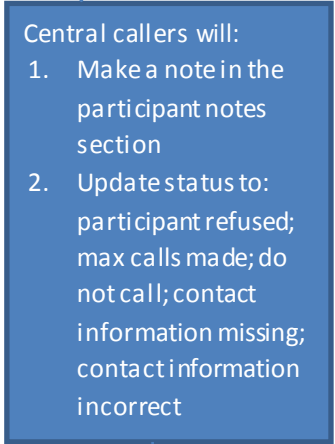 Central callers will:
1. Make a note in the
participant notes
section
2. Update status to:
participant refused;
max calls made; do
not call; contact
information missing;
contact information
incorrect